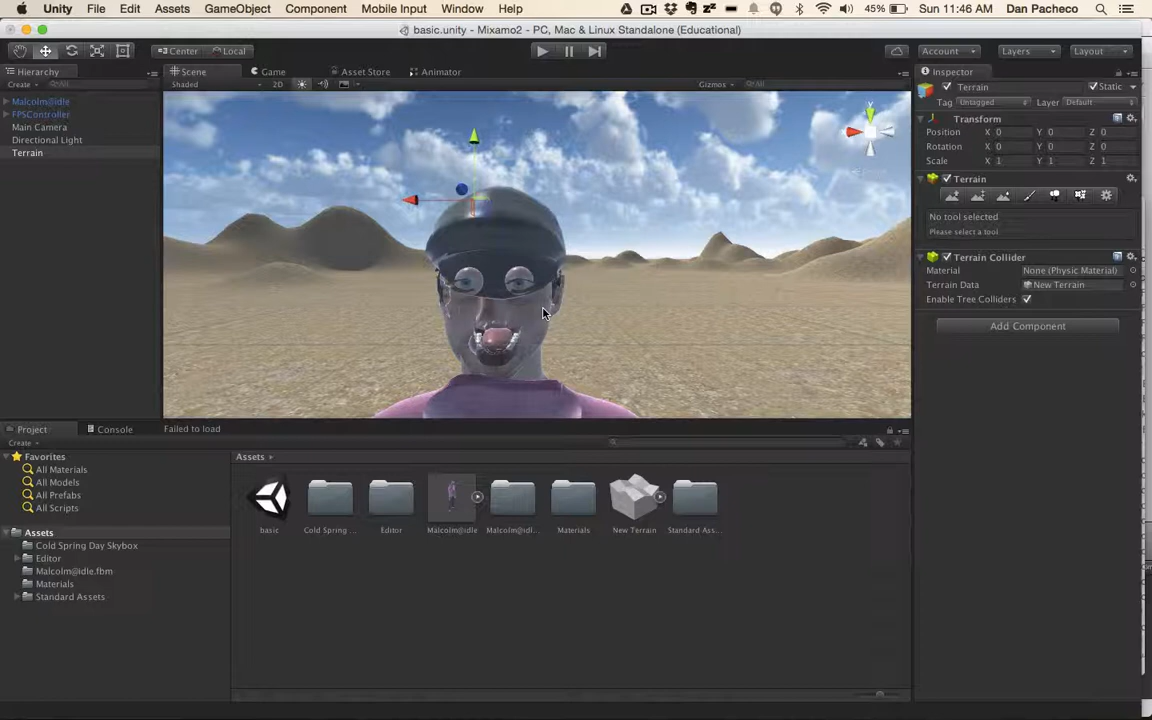 Unity File Edit Assets GameObject Component Mobile Input Window Help 45% Sun 11:46 AM Dan Pacheco
basic.unity - Mixamo2 - PC, Mac & Linux Standalone (Educational)
Center Local Account Layers Layout
Hierarchy Scene Game Asset Store Animator Inspector
Create All Shaded 2D Gizmos All
Terrain Static
Tag Untagged Layer Default
Malcolm@idle
FPSController
Main Camera
Directional Light
Terrain
Transform
Position X 0 Y 0 Z 0
Rotation X 0 Y 0 Z 0
Scale X 1 Y 1 Z 1
Terrain
No tool selected
Please select a tool
Terrain Collider
Material None (Physic Material)
Terrain Data New Terrain
Enable Tree Colliders
Add Component
Y
Project Console Failed to load
Create
Favorites
All Materials
All Models
All Prefabs
All Scripts
Assets
Cold Spring Day Skybox
Editor
Malcolm@idle.fbm
Materials
Standard Assets
Assets
basic Cold Spring ... Editor Malcolm@idle Malcolm@idl... Materials New Terrain Standard Ass...